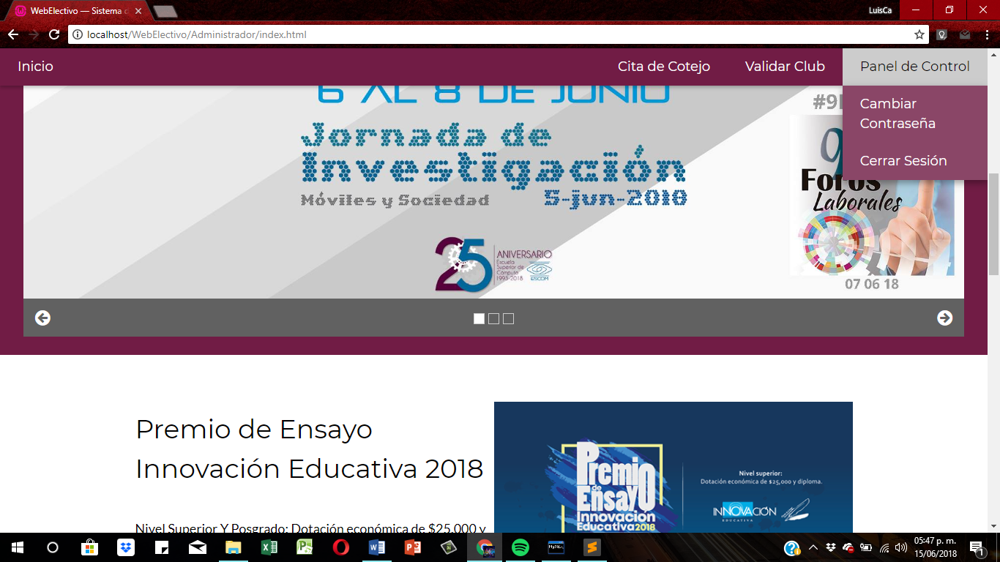 WebElectivo — Sistema d
LuisCa
localhost/WebElectivo/Administrador/index.html
Inicio
Cita de Cotejo
Validar Club
Panel de Control
Cambiar
Contraseña
Cerrar Sesión
6 AL 8 DE JUNIO
Jornada de
Investigación
Móviles y Sociedad
5-jun-2018
25
ANIVERSARIO
Escuela
Superior de
Cómputo
1993-2018
ESCOM
Foros
Laborales
07 06 18
Premio de Ensayo
Innovación Educativa 2018
Nivel Superior Y Posgrado: Dotación económica de $25,000 y
Premio
de
Ensayo
Innovación
Educativa 2018
Nivel superior:
Dotación económica de $25,000 y diploma.
INNOVACIÓN
EDUCATIVA
05:47 p. m.
15/06/2018
1